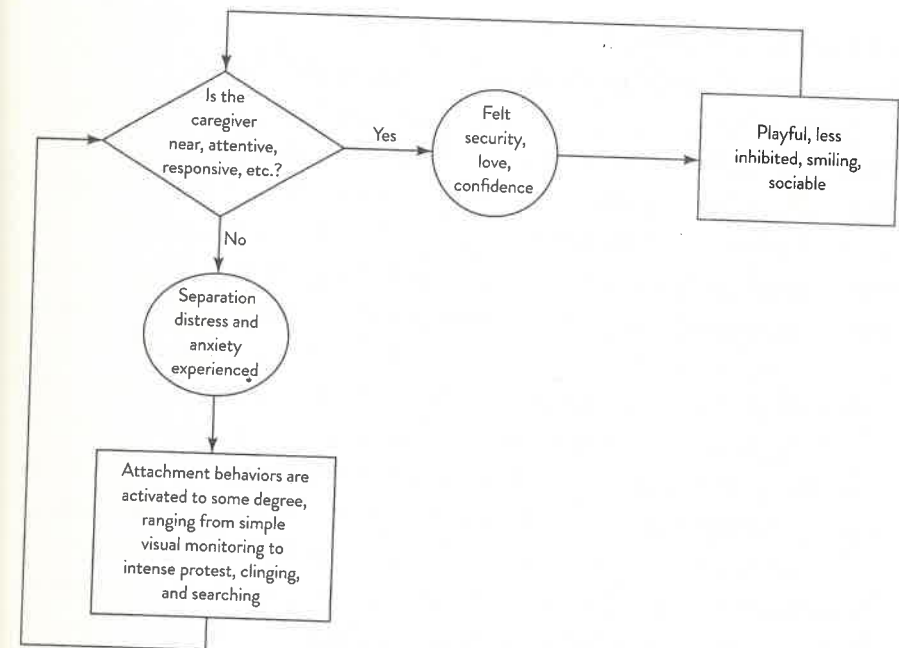 Is the
caregiver
near, attentive,
responsive, etc.?
Yes
Felt
security,
love,
confidence
Playful, less
inhibited, smiling,
sociable
No
Separation
distress and
anxiety
experienced
Attachment behaviors are
activated to some degree,
ranging from simple
visual monitoring to
intense protest, clinging,
and searching